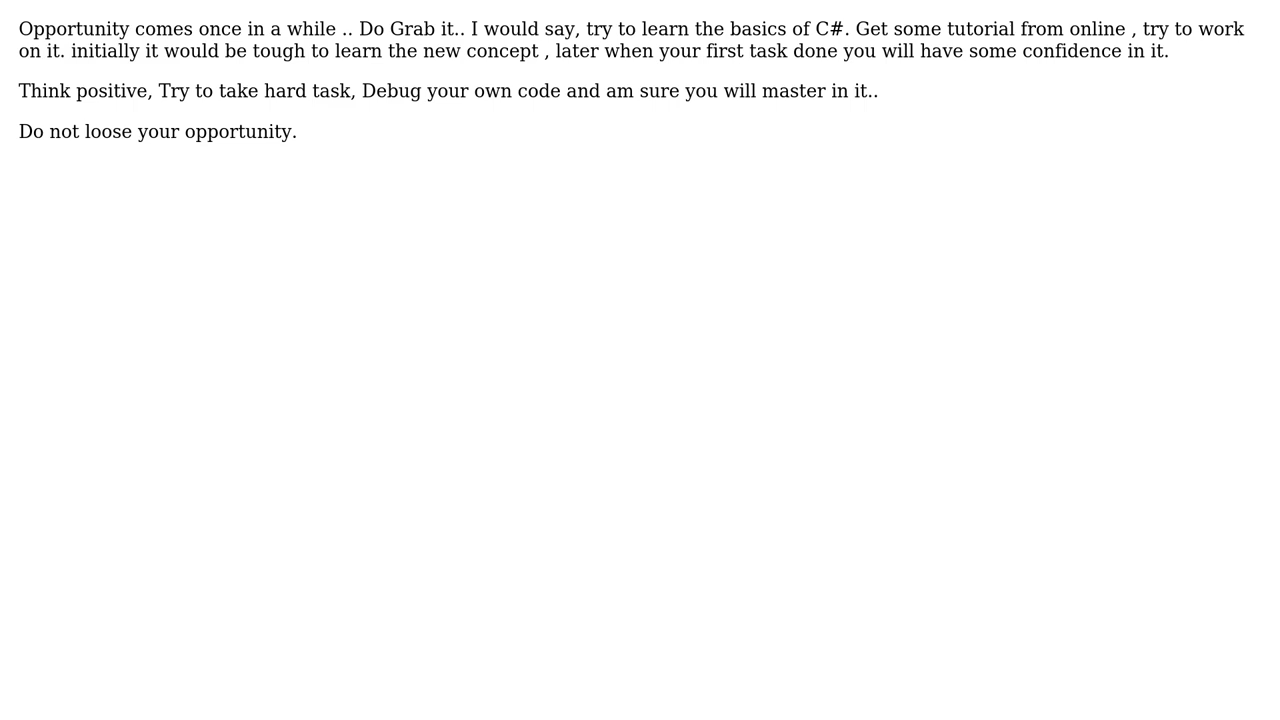 Opportunity comes once in a while .. Do Grab it.. I would say, try to learn the basics of C#. Get some tutorial from online , try to work
on it. initially it would be tough to learn the new concept , later when your first task done you will have some confidence in it.
Think positive, Try to take hard task, Debug your own code and am sure you will master in it..
Do not loose your opportunity.